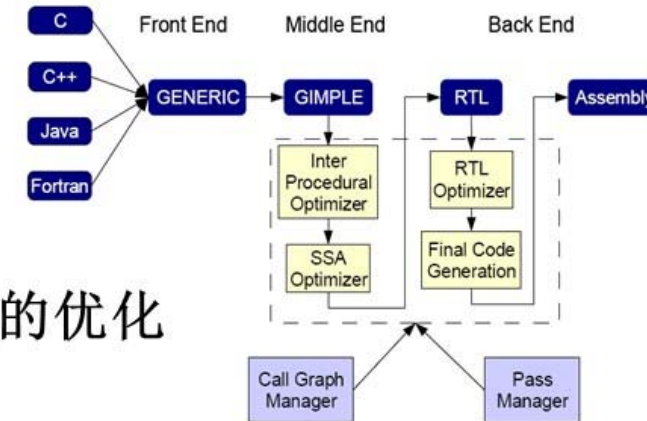 C
Front End
Middle End
Back End
C++
GENERIC
GIMPLE
RTL
Assembly
Java
Fortran
Inter
Procedural
Optimizer
SSA
Optimizer
RTL
Optimizer
Final Code
Generation
的优化
Call Graph
Manager
Pass
Manager